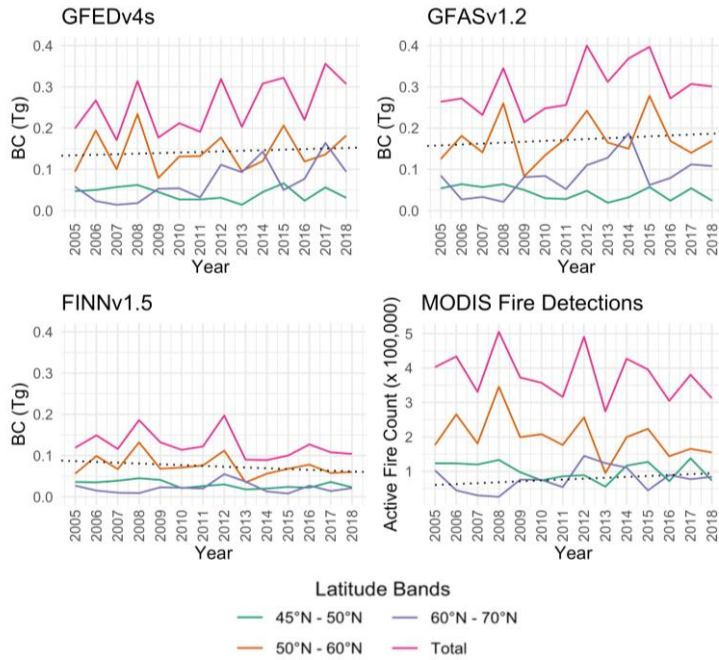 GFEDv4s
BC (Tg)
0.4
0.3
0.2
0.1
0.0
2005 2006 2007 2008 2009 2010 2011 2012 2013 2014 2015 2016 2017 2018
Year
GFASv1.2
BC (Tg)
0.4
0.3
0.2
0.1
0.0
2005 2006 2007 2008 2009 2010 2011 2012 2013 2014 2015 2016 2017 2018
Year
FINNv1.5
BC (Tg)
0.4
0.3
0.2
0.1
0.0
2005 2006 2007 2008 2009 2010 2011 2012 2013 2014 2015 2016 2017 2018
Year
MODIS Fire Detections
Active Fire Count (x 100,000)
5
4
3
2
1
2005 2006 2007 2008 2009 2010 2011 2012 2013 2014 2015 2016 2017 2018
Year
Latitude Bands
45°N - 50°N
60°N - 70°N
50°N - 60°N
Total